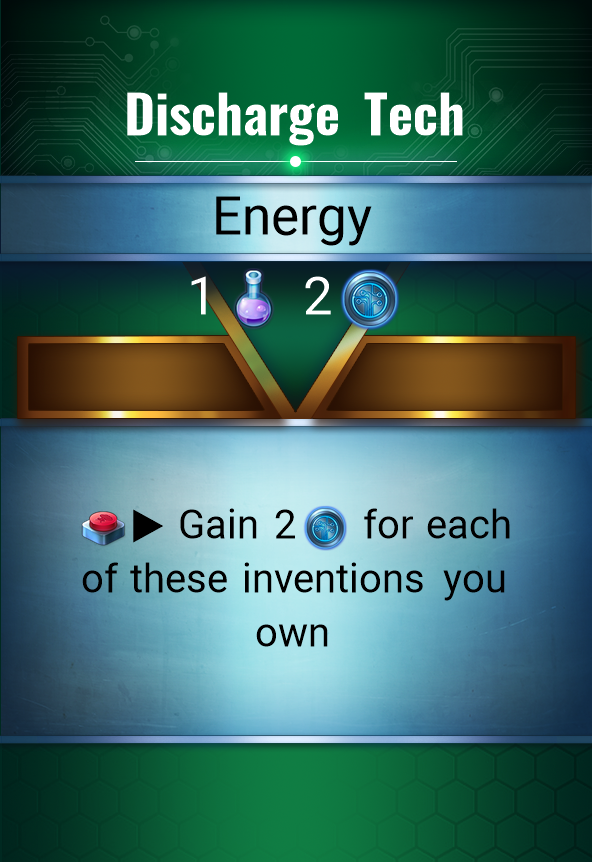 Discharge Tech
Energy
1 2
▶ Gain 2 for each
of these inventions you
own